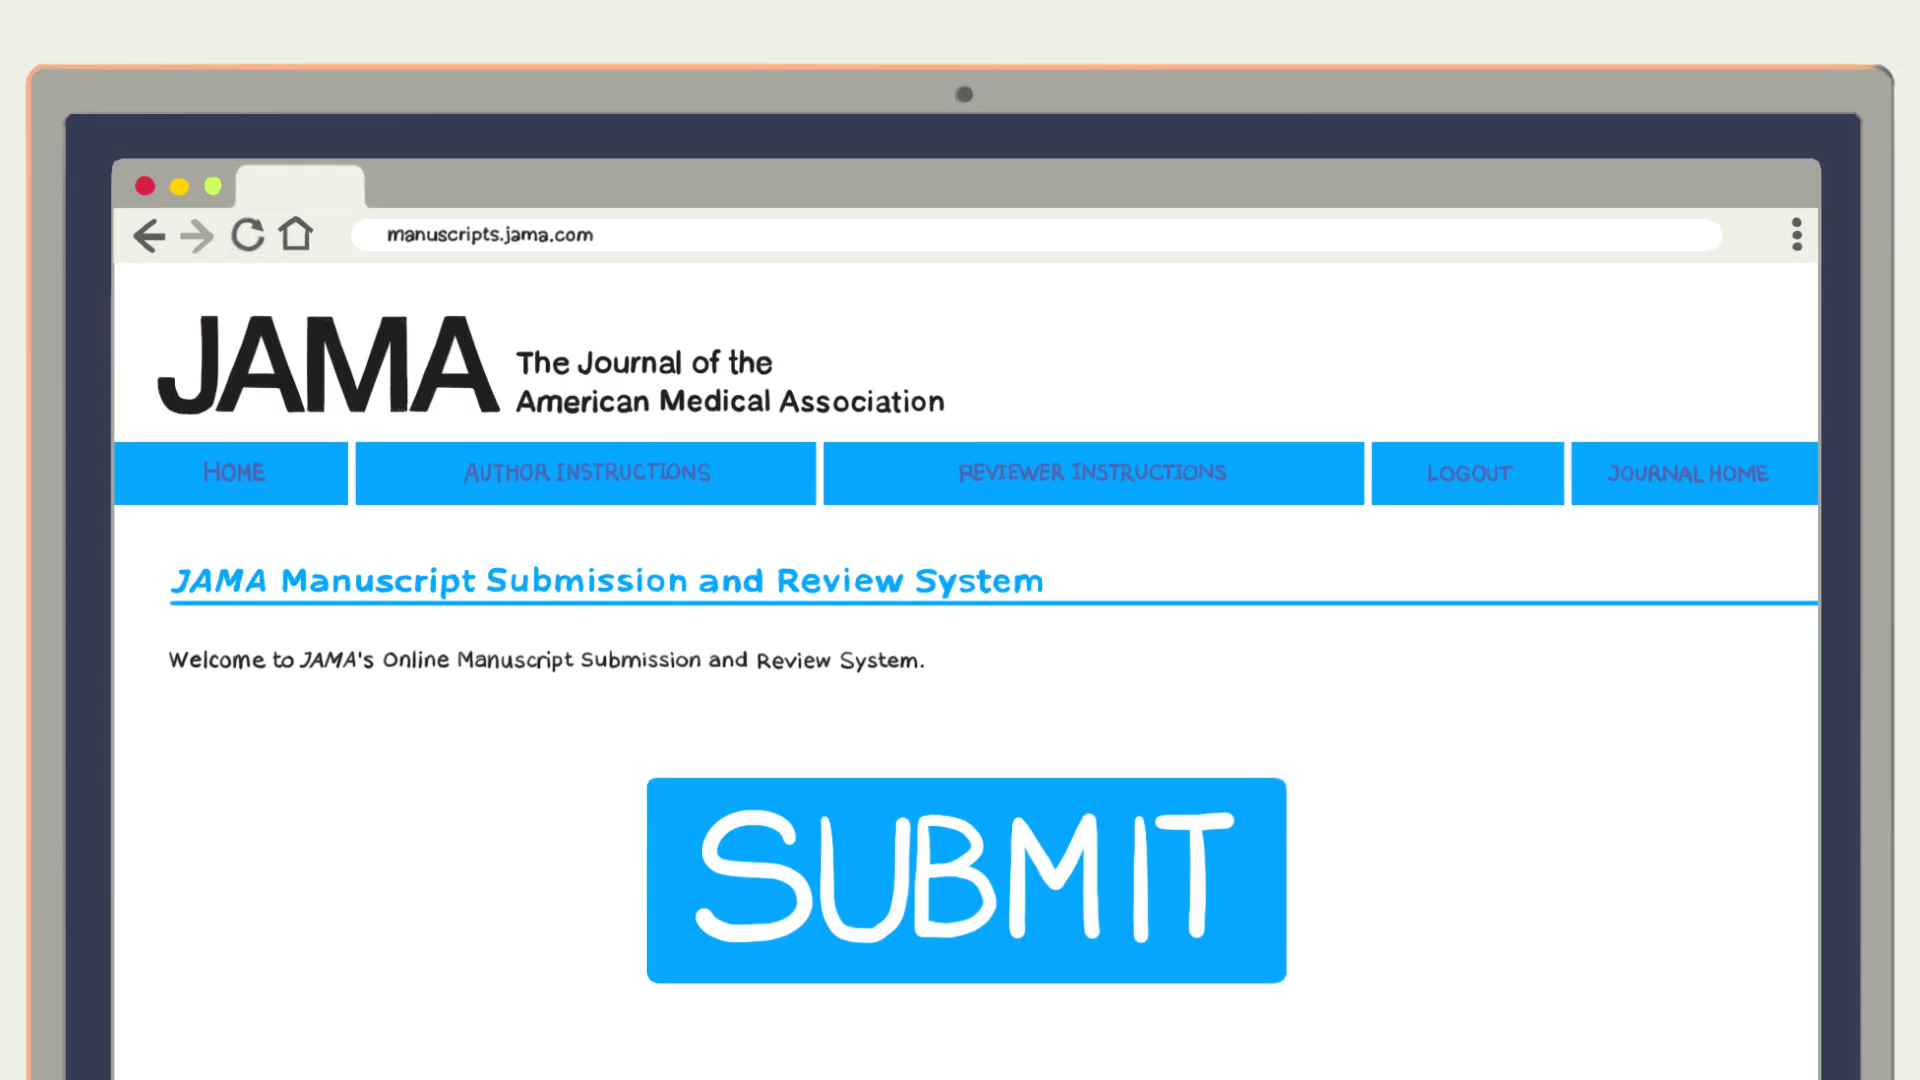 manuscripts.jama.com
JAMA The Journal of the
American Medical Association
HOME AUTHOR INSTRUCTIONS REVIEWER INSTRUCTIONS LOGOUT JOURNAL HOME
JAMA Manuscript Submission and Review System
Welcome to JAMA's Online Manuscript Submission and Review System.
SUBMIT